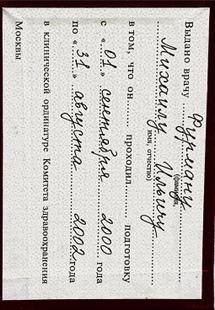 Выдано врачу Фурману
(фамилия,
Михаилу Ильичу
имя, отчество)
в том, что он проходил подготовку
с «01» сентября 2000 года
по «31» августа 2002 года
в клинической ординатуре Комитета здравоохранения
Москвы